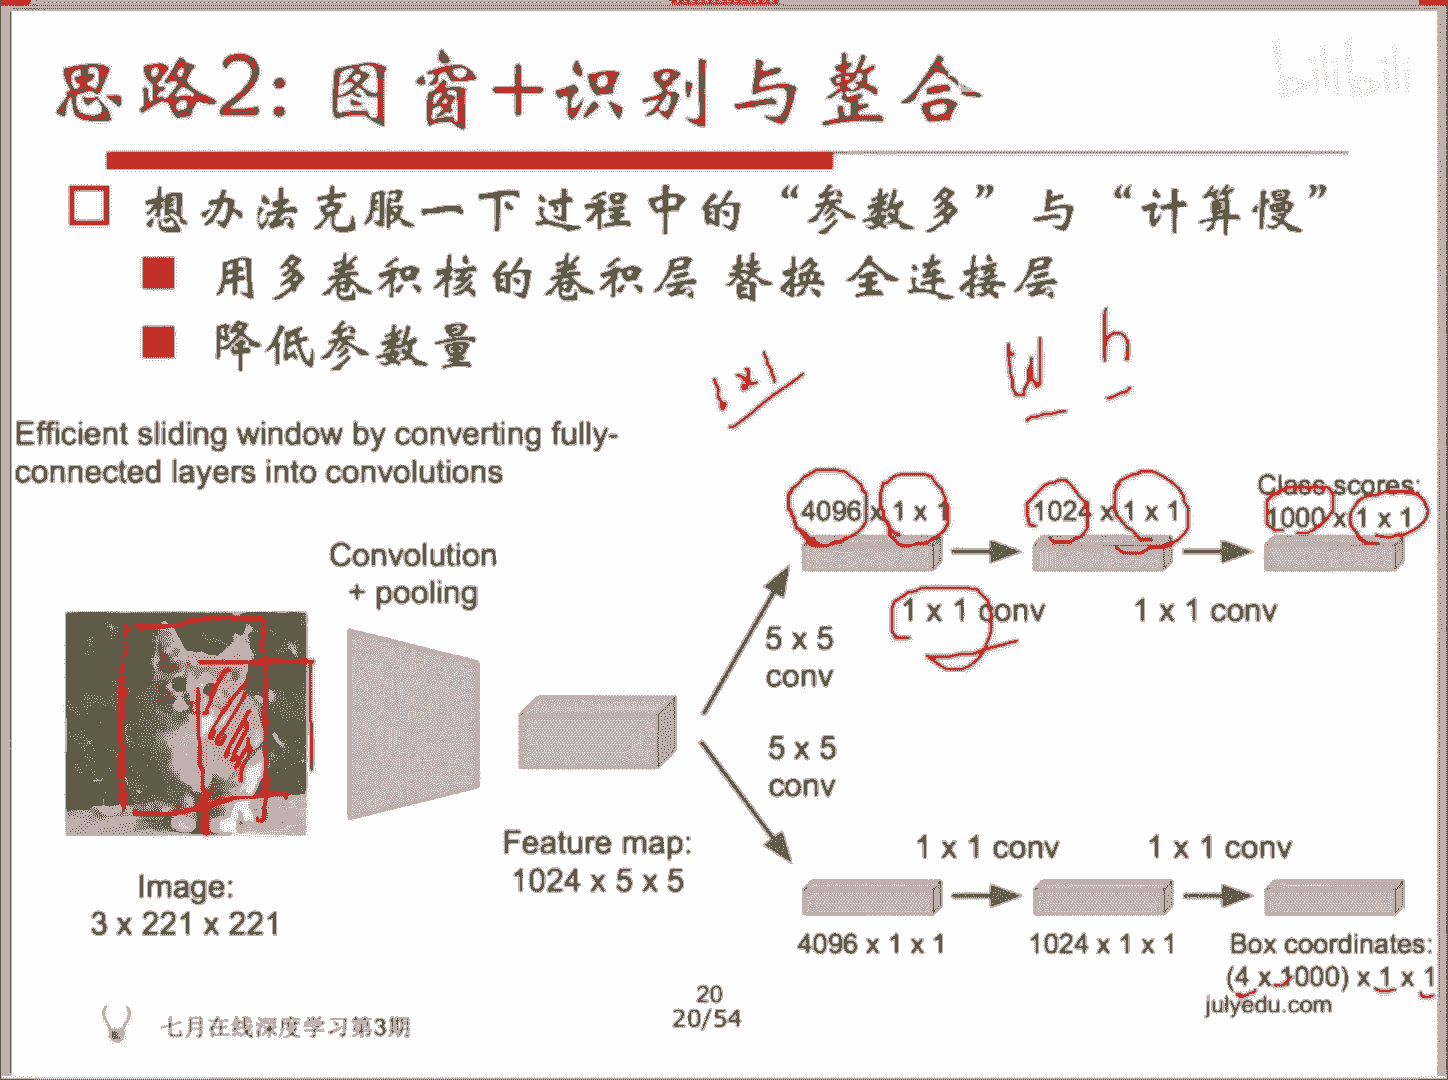 bilibili
思路2: 图窗+识别与整合
想办法克服一下过程中的“参数多”与“计算慢”
用多卷积核的卷积层 替换 全连接层
降低参数量
1x1
w h
Efficient sliding window by converting fully-
connected layers into convolutions
Class scores:
4096 x 1 x 1
1024 x 1 x 1
1000 x 1 x 1
Convolution
+ pooling
1 x 1 conv
1 x 1 conv
5 x 5
conv
5 x 5
conv
Feature map:
1024 x 5 x 5
Image:
3 x 221 x 221
1 x 1 conv
1 x 1 conv
4096 x 1 x 1
1024 x 1 x 1
Box coordinates:
(4 x 1000) x 1 x 1
七月在线深度学习第3期
20
20/54
julyedu.com